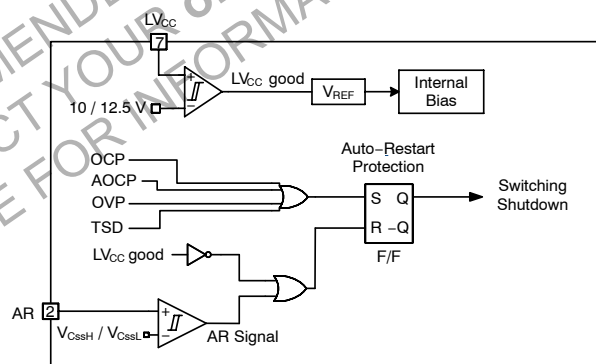 LVCC
7
+
LVCC good
VREF
Internal
Bias
10 / 12.5 V
−
OCP
AOCP
OVP
TSD
Auto−Restart
Protection
S Q
R −Q
F/F
Switching
Shutdown
LVCC good
AR 2
+
VCssH / VCssL
−
AR Signal